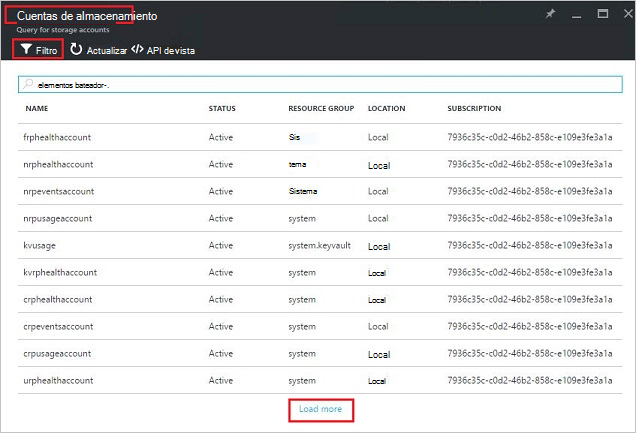 Cuentas de almacenamiento
Query for storage accounts
Filtro Actualizar API devista
elementos bateador-.
NAME STATUS RESOURCE GROUP LOCATION SUBSCRIPTION
frphealthaccount Active Sis Local 7936c35c-c0d2-46b2-858c-e109e3fe3a1a
nrphealthaccount Active tema Local 7936c35c-c0d2-46b2-858c-e109e3fe3a1a
nrpeventsaccount Active Sistema Local 7936c35c-c0d2-46b2-858c-e109e3fe3a1a
nrpusageaccount Active system Local 7936c35c-c0d2-46b2-858c-e109e3fe3a1a
kvusage Active system.keyvault Local 7936c35c-c0d2-46b2-858c-e109e3fe3a1a
kvrphealthaccount Active system Local 7936c35c-c0d2-46b2-858c-e109e3fe3a1a
crphealthaccount Active system Local 7936c35c-c0d2-46b2-858c-e109e3fe3a1a
crpeventsaccount Active system Local 7936c35c-c0d2-46b2-858c-e109e3fe3a1a
crpusageaccount Active system Local 7936c35c-c0d2-46b2-858c-e109e3fe3a1a
urphealthaccount Active system Local 7936c35c-c0d2-46b2-858c-e109e3fe3a1a
Load more